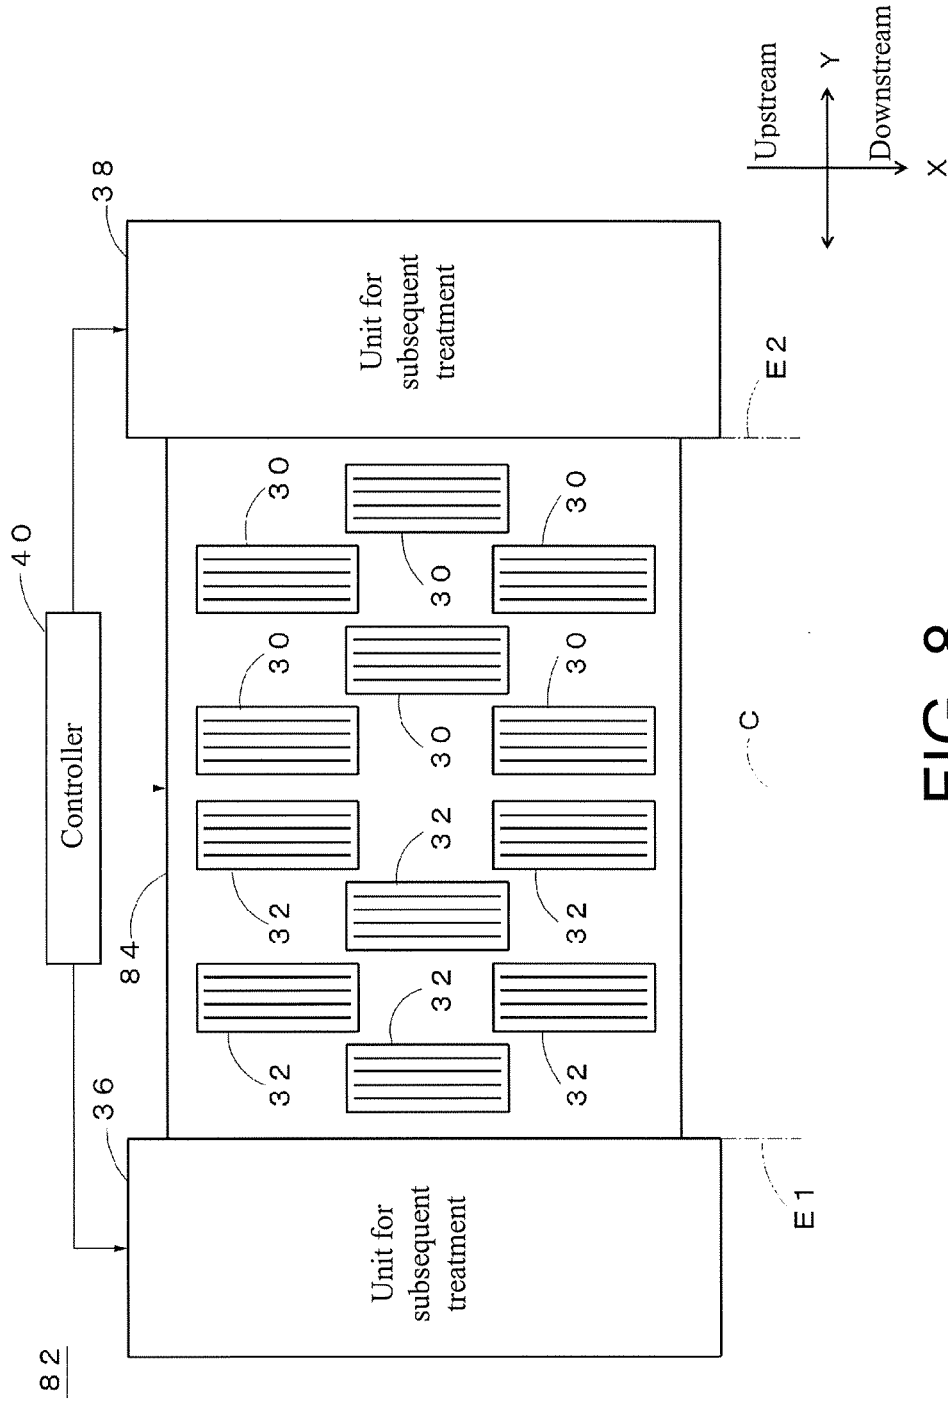 82
40
Controller
36
84
38
32
32
30
30
Unit for
subsequent
treatment
Unit for
subsequent
treatment
32
32
30
30
32
32
30
30
C
E2
E1
Upstream
Y
Downstream
X
FIG. 8